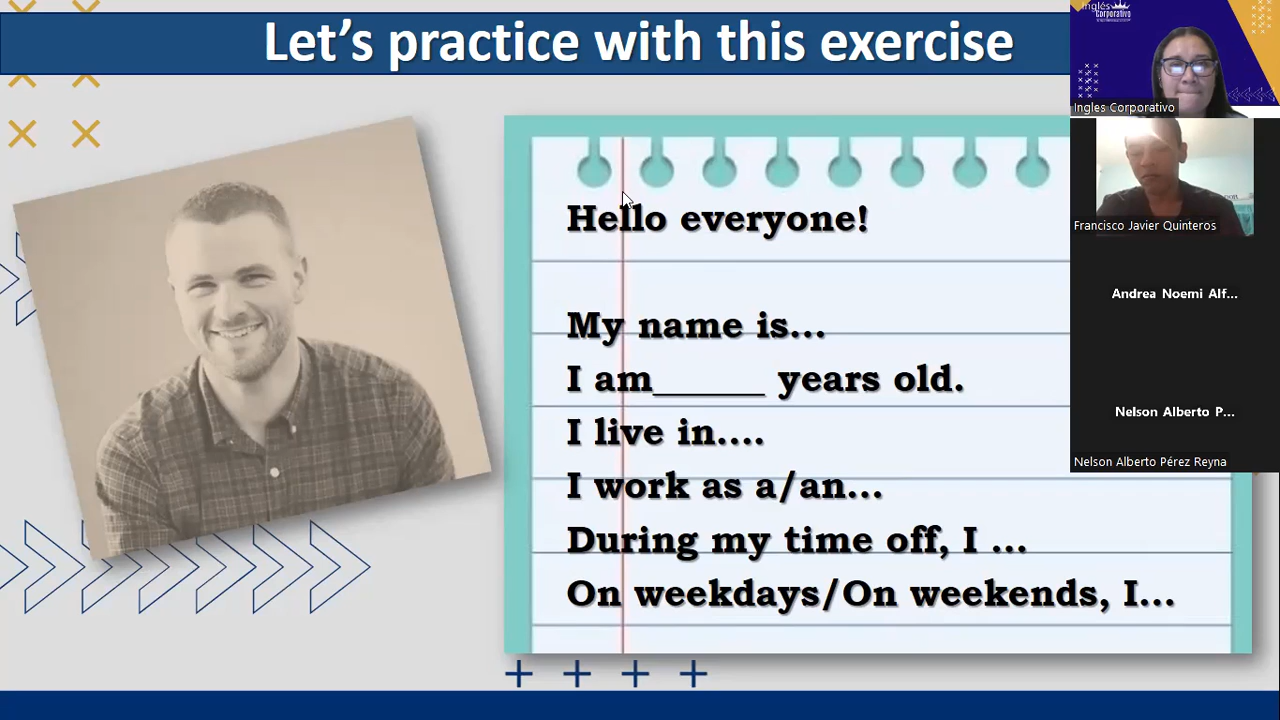 Let's practice with this exercise
Hello everyone!
My name is...
I am______ years old.
I live in....
I work as a/an...
During my time off, I ...
On weekdays/On weekends, I...
Inglés
corporativo
Ingles Corporativo
Francisco Javier Quinteros
Andrea Noemi Alf...
Nelson Alberto P...
Nelson Alberto Pérez Reyna